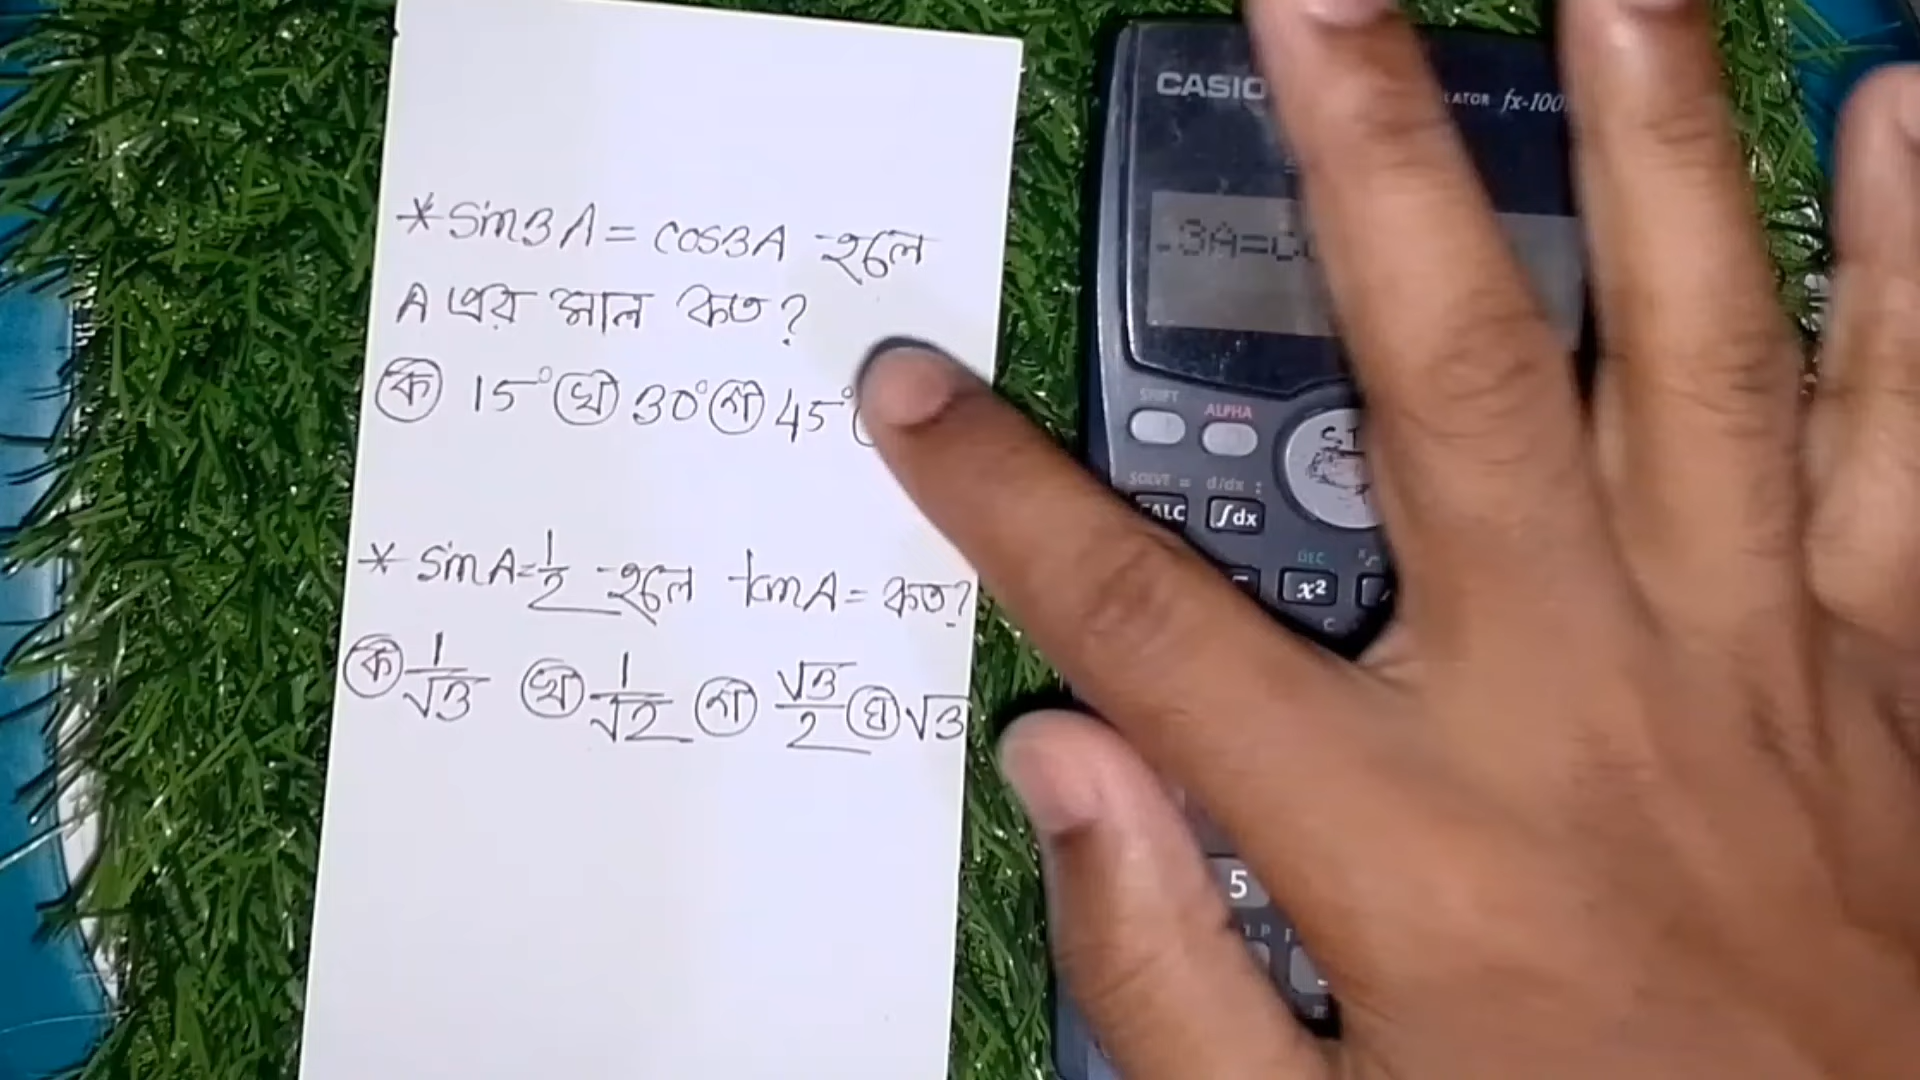 * sin3A = cos3A হলে
A এর মান কত?
ক 15° খ 30° গ 45°
* sinA = 1/2 হলে tanA = কত?
ক 1/√3 খ 1/√2 গ √3/2 ঘ √3
CASIO
fx-100
3A=C
SHIFT ALPHA
SOLVE = d/dx :
CALC ∫dx
DEC
x²
C
5